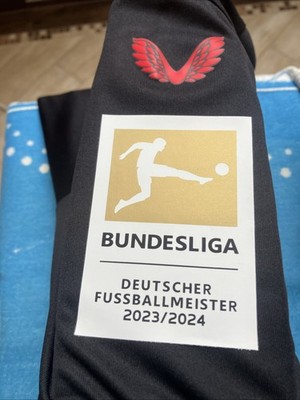 BUNDESLIGA
DEUTSCHER
FUSSBALLMEISTER
2023/2024